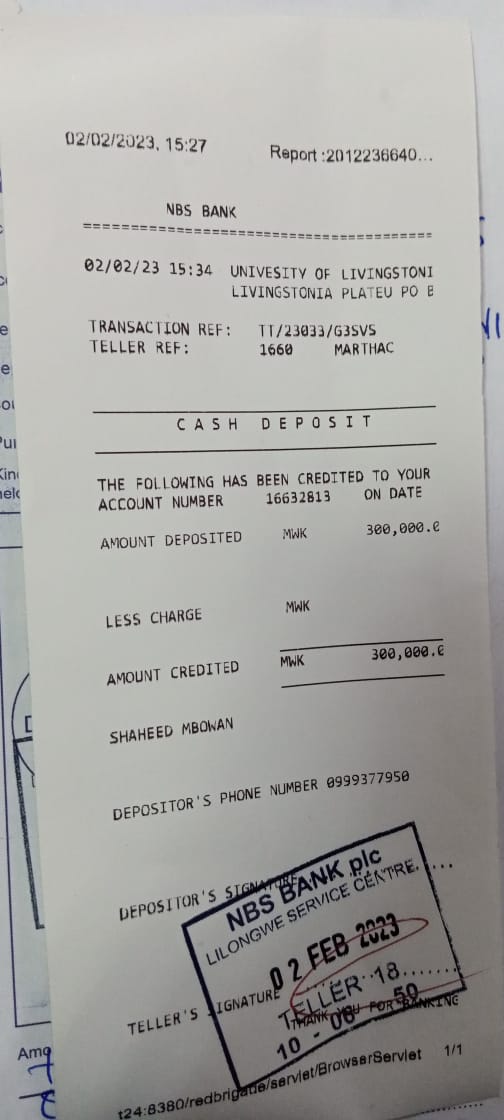 02/02/2023, 15:27 Report :2012236640...
NBS BANK
========================================
02/02/23 15:34 UNIVESITY OF LIVINGSTONI
LIVINGSTONIA PLATEU PO B
TRANSACTION REF: TT/23033/G3SVS
TELLER REF: 1660 MARTHAC
CASH DEPOSIT
THE FOLLOWING HAS BEEN CREDITED TO YOUR
ACCOUNT NUMBER 16632813 ON DATE
AMOUNT DEPOSITED MWK 300,000.0
LESS CHARGE MWK
AMOUNT CREDITED MWK 300,000.0
SHAHEED MBOWAN
DEPOSITOR'S PHONE NUMBER 0999377950
DEPOSITOR'S SIGNATURE ....
NBS BANK plc
LILONGWE SERVICE CENTRE.
02 FEB 2023
TELLER'S SIGNATURE ......
TELLER 18
THANK YOU FOR BANKING
10 - 06 50
t24:8380/redbrigade/servlet/BrowserServlet 1/1
Amo